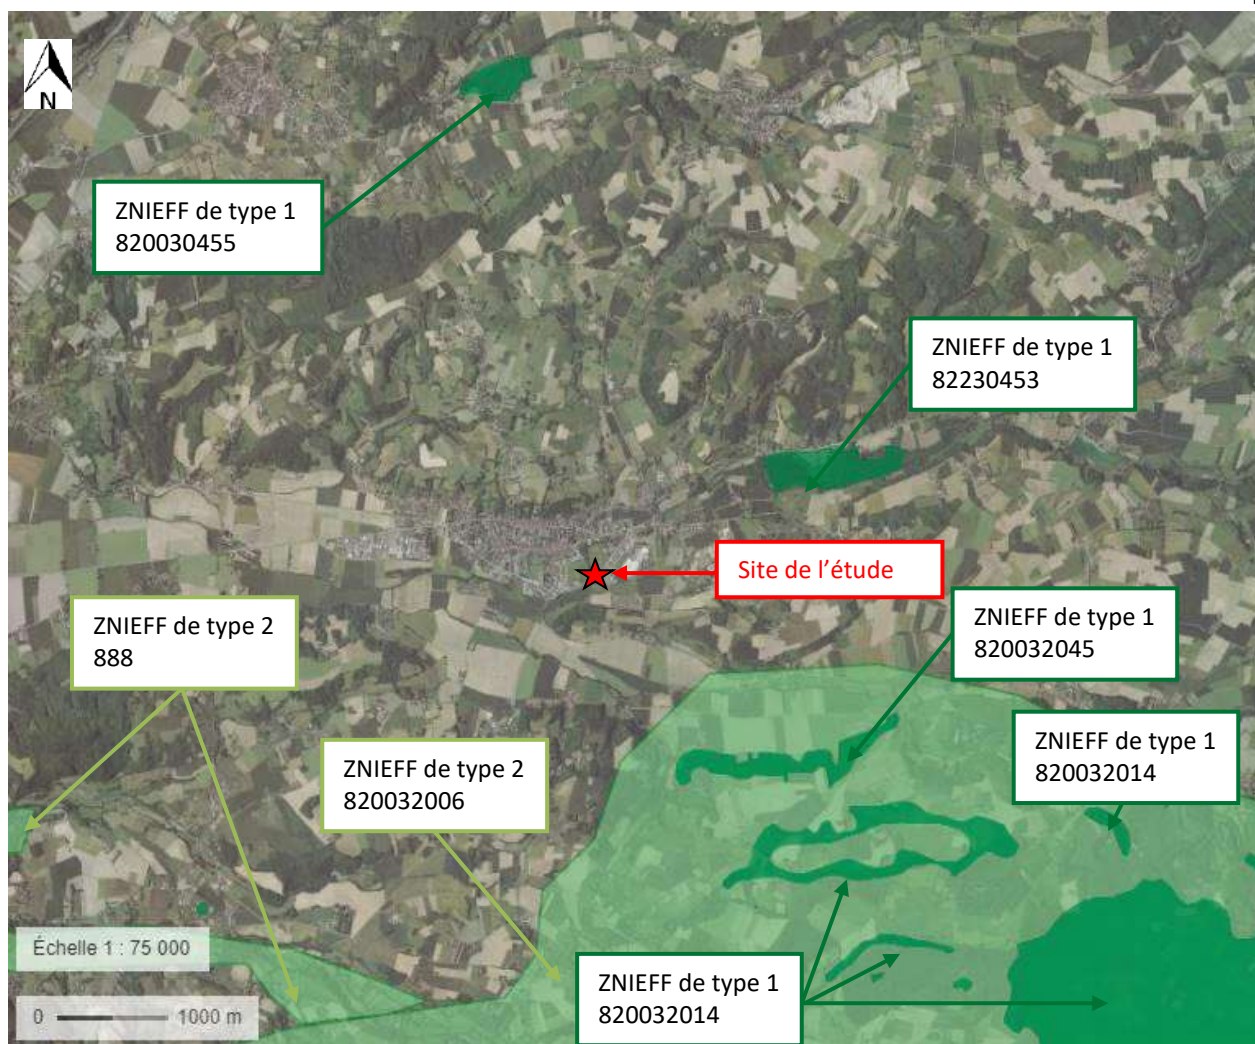 N
ZNIEFF de type 1
820030455
ZNIEFF de type 1
82230453
Site de l’étude
ZNIEFF de type 1
820032045
ZNIEFF de type 2
888
ZNIEFF de type 1
820032014
ZNIEFF de type 2
820032006
Échelle 1 : 75 000
ZNIEFF de type 1
820032014
0 1000 m